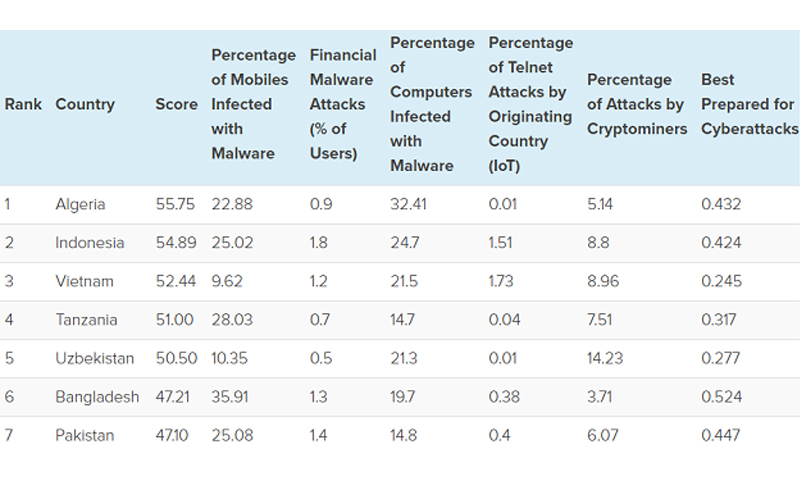 Rank Country Score Percentage of Mobiles Infected with Malware Financial Malware Attacks (% of Users) Percentage of Computers Infected with Malware Percentage of Telnet Attacks by Originating Country (IoT) Percentage of Attacks by Cryptominers Best Prepared for Cyberattacks
1 Algeria 55.75 22.88 0.9 32.41 0.01 5.14 0.432
2 Indonesia 54.89 25.02 1.8 24.7 1.51 8.8 0.424
3 Vietnam 52.44 9.62 1.2 21.5 1.73 8.96 0.245
4 Tanzania 51.00 28.03 0.7 14.7 0.04 7.51 0.317
5 Uzbekistan 50.50 10.35 0.5 21.3 0.01 14.23 0.277
6 Bangladesh 47.21 35.91 1.3 19.7 0.38 3.71 0.524
7 Pakistan 47.10 25.08 1.4 14.8 0.4 6.07 0.447